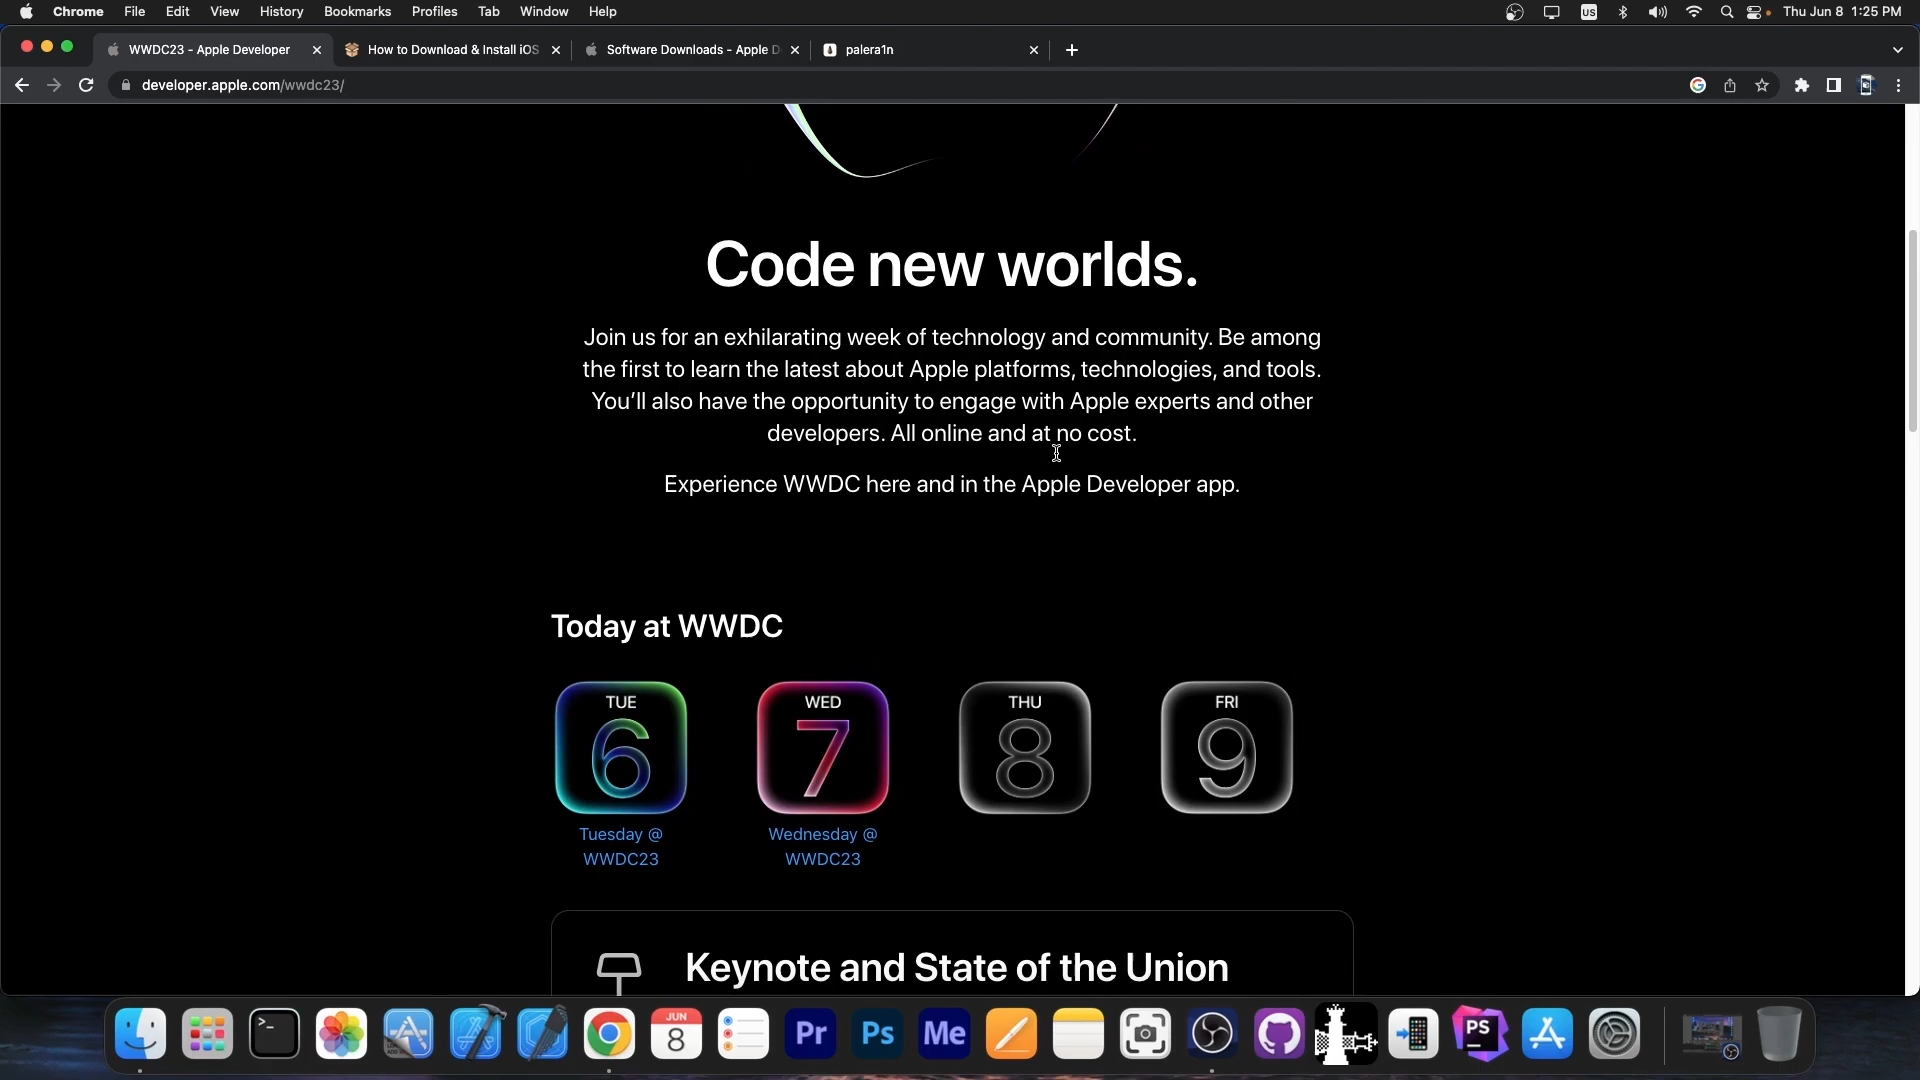 Chrome File Edit View History Bookmarks Profiles Tab Window Help US Thu Jun 8 1:25 PM
WWDC23 - Apple Developer How to Download & Install iOS Software Downloads - Apple D palera1n
developer.apple.com/wwdc23/
Code new worlds.
Join us for an exhilarating week of technology and community. Be among
the first to learn the latest about Apple platforms, technologies, and tools.
You'll also have the opportunity to engage with Apple experts and other
developers. All online and at no cost.
Experience WWDC here and in the Apple Developer app.
Today at WWDC
TUE WED THU FRI
6 7 8 9
Tuesday @ Wednesday @
WWDC23 WWDC23
Keynote and State of the Union
JUN
8 Pr Ps Me PS